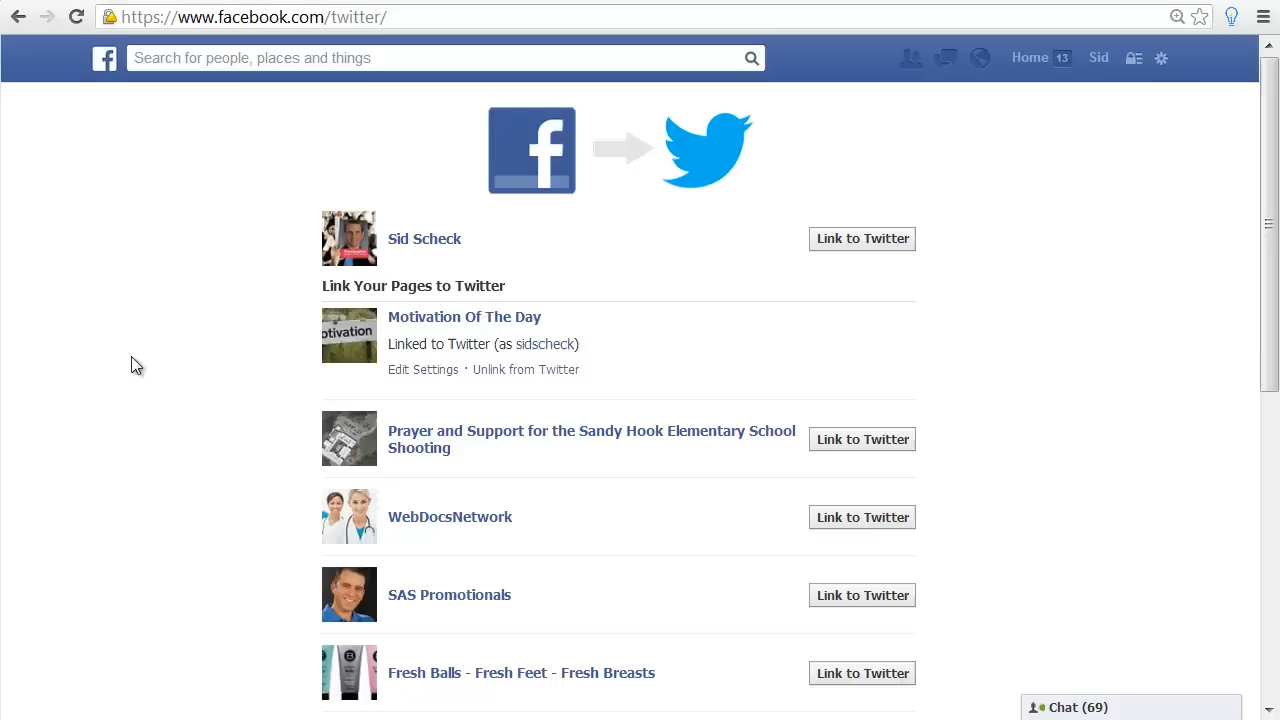 https://www.facebook.com/twitter/
Search for people, places and things
Home 13 Sid
Sid Scheck
Link to Twitter
Link Your Pages to Twitter
otivation
Motivation Of The Day
Linked to Twitter (as sidscheck)
Edit Settings · Unlink from Twitter
Prayer and Support for the Sandy Hook Elementary School
Shooting
Link to Twitter
WebDocsNetwork
Link to Twitter
SAS Promotionals
Link to Twitter
Fresh Balls - Fresh Feet - Fresh Breasts
Link to Twitter
Chat (69)